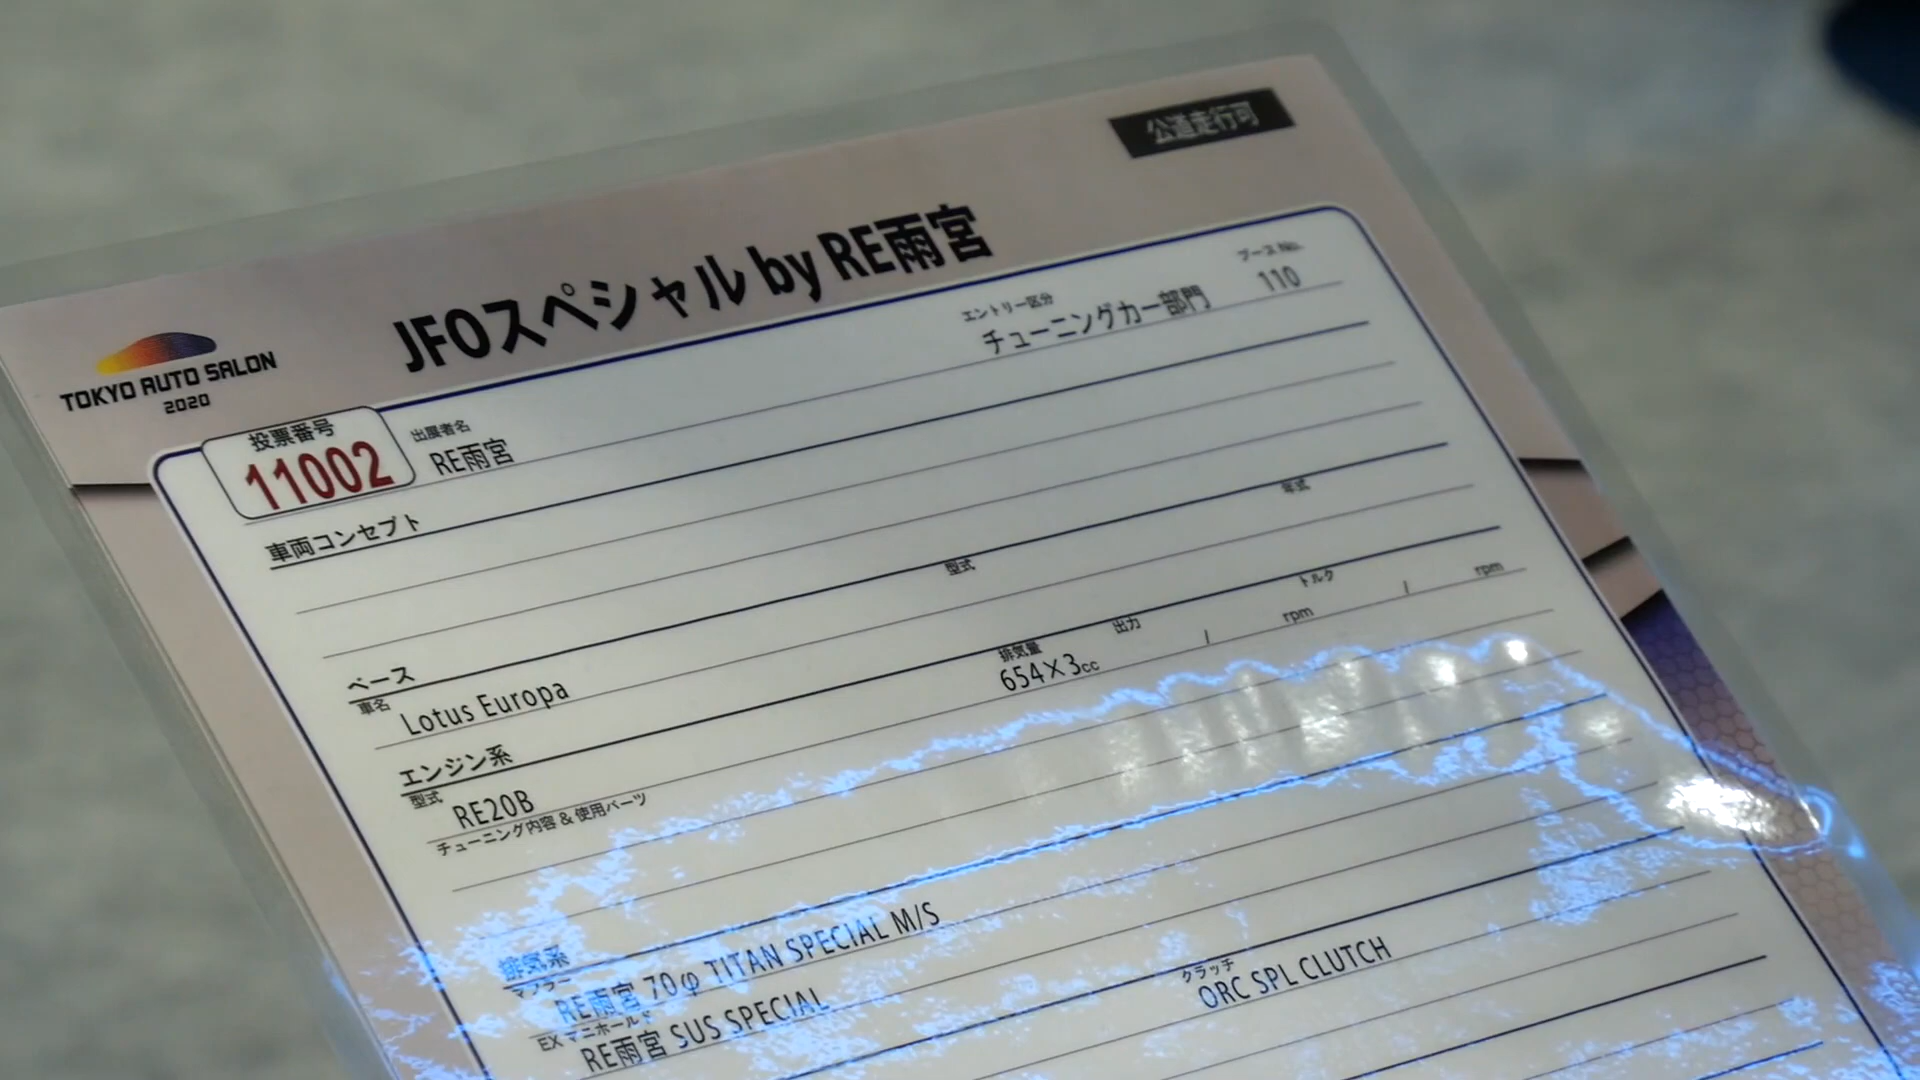 公道走行可
JFOスペシャル by RE雨宮
TOKYO AUTO SALON
2020
投票番号
11002
出展者名
RE雨宮
エントリー区分
チューニングカー部門
ブースNo.
110
車両コンセプト
ベース
車名
Lotus Europa
型式
年式
エンジン系
型式
RE20B
排気量
654×3cc
出力
/ rpm
トルク
/ rpm
チューニング内容 & 使用パーツ
排気系
マフラー
RE雨宮 70φ TITAN SPECIAL M/S
EXマニホールド
RE雨宮 SUS SPECIAL
クラッチ
ORC SPL CLUTCH